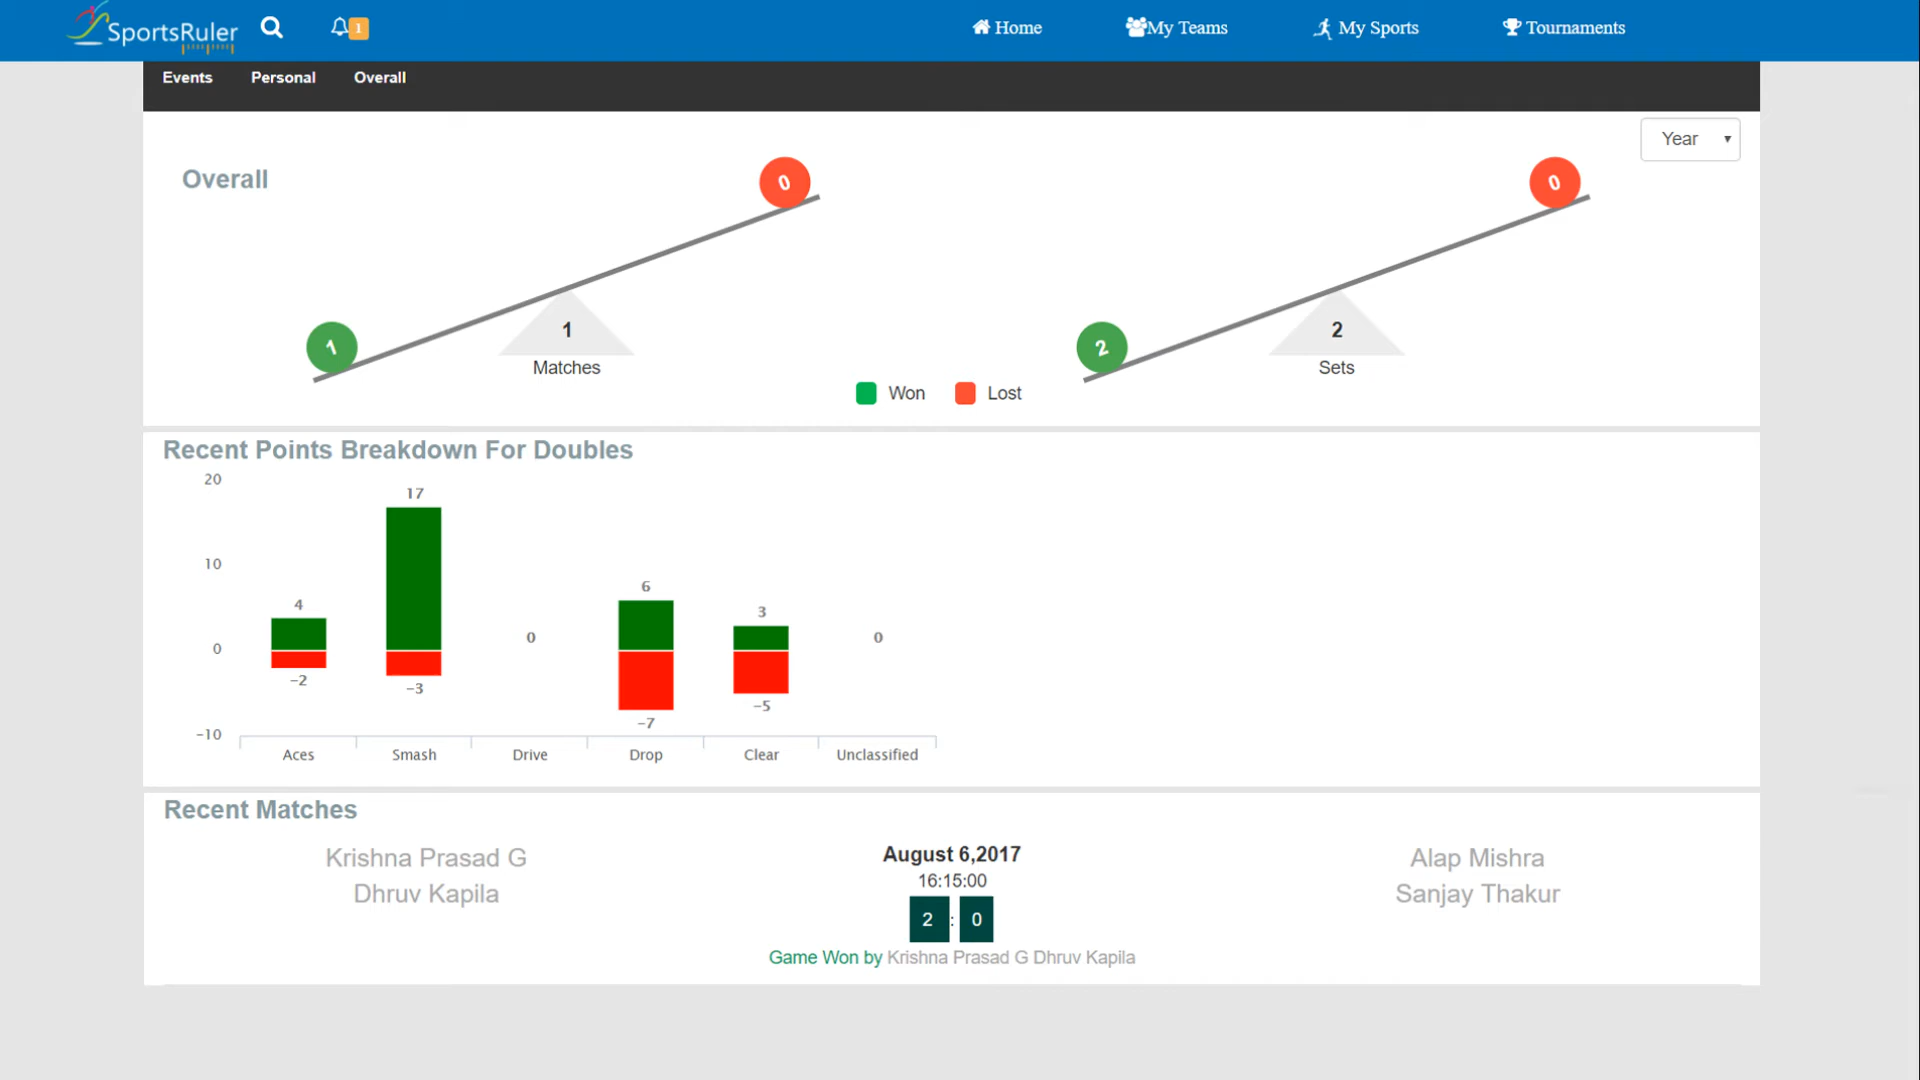 SportsRuler 1 Home My Teams My Sports Tournaments
Events Personal Overall
Year
Overall
0
0
1
2
1
2
Matches
Sets
Won Lost
Recent Points Breakdown For Doubles
20
17
10
6
4
3
0
0
0
−2
−3
−5
−7
−10
Aces Smash Drive Drop Clear Unclassified
Recent Matches
Krishna Prasad G
Dhruv Kapila
August 6,2017
16:15:00
2 : 0
Game Won by Krishna Prasad G Dhruv Kapila
Alap Mishra
Sanjay Thakur